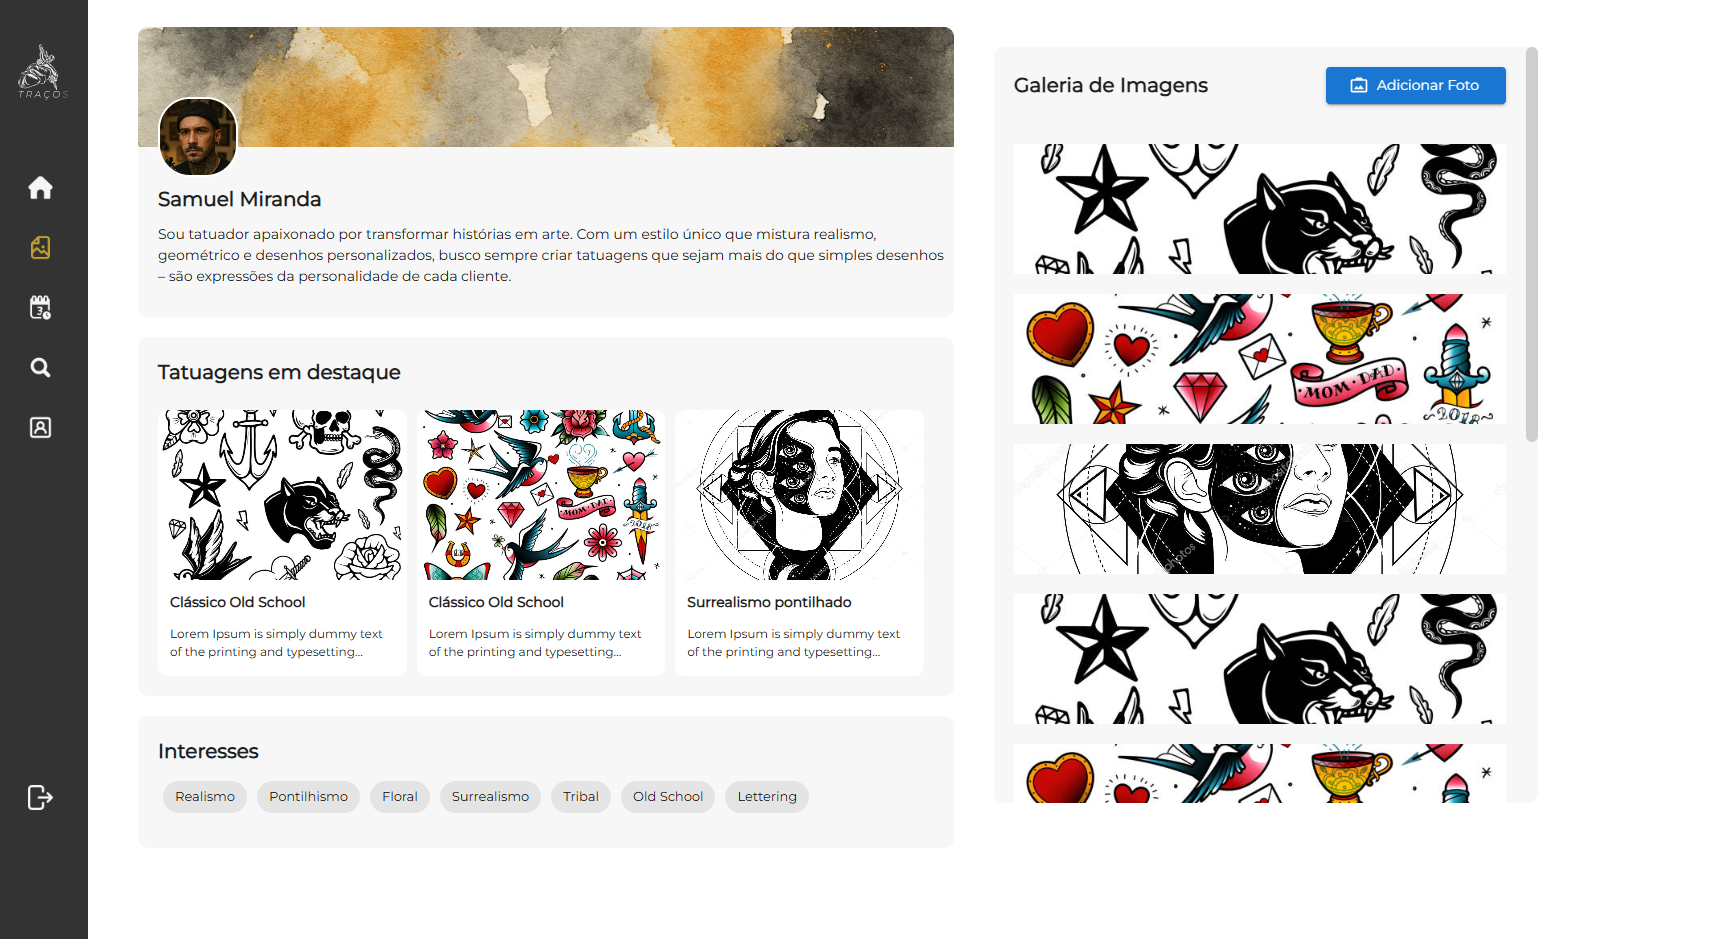 TRAÇOS
Samuel Miranda
Sou tatuador apaixonado por transformar histórias em arte. Com um estilo único que mistura realismo,
geométrico e desenhos personalizados, busco sempre criar tatuagens que sejam mais do que simples desenhos
– são expressões da personalidade de cada cliente.
Tatuagens em destaque
MOM·DAD
2018
Clássico Old School
Lorem Ipsum is simply dummy text
of the printing and typesetting...
Clássico Old School
Lorem Ipsum is simply dummy text
of the printing and typesetting...
Surrealismo pontilhado
Lorem Ipsum is simply dummy text
of the printing and typesetting...
Interesses
Realismo
Pontilhismo
Floral
Surrealismo
Tribal
Old School
Lettering
Galeria de Imagens
Adicionar Foto
·MOM·DAD·
2018